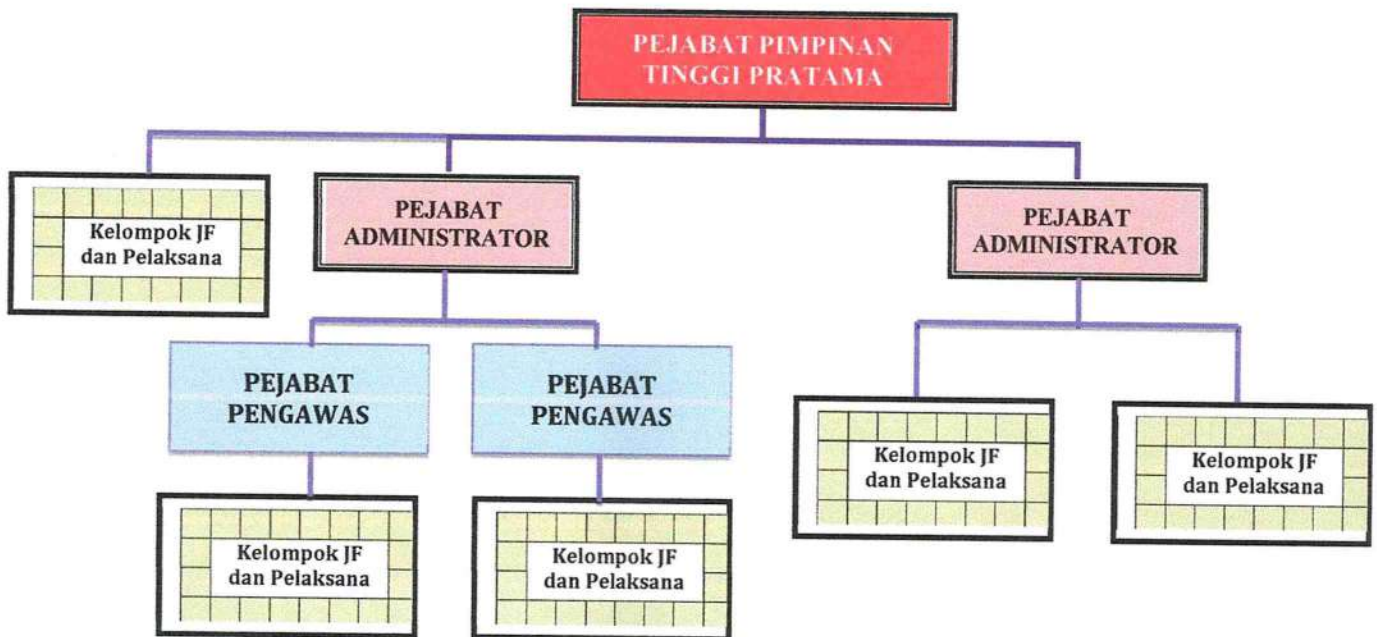 PEJABAT PIMPINAN
TINGGI PRATAMA
Kelompok JF
dan Pelaksana
PEJABAT
ADMINISTRATOR
PEJABAT
ADMINISTRATOR
PEJABAT
PENGAWAS
PEJABAT
PENGAWAS
Kelompok JF
dan Pelaksana
Kelompok JF
dan Pelaksana
Kelompok JF
dan Pelaksana
Kelompok JF
dan Pelaksana